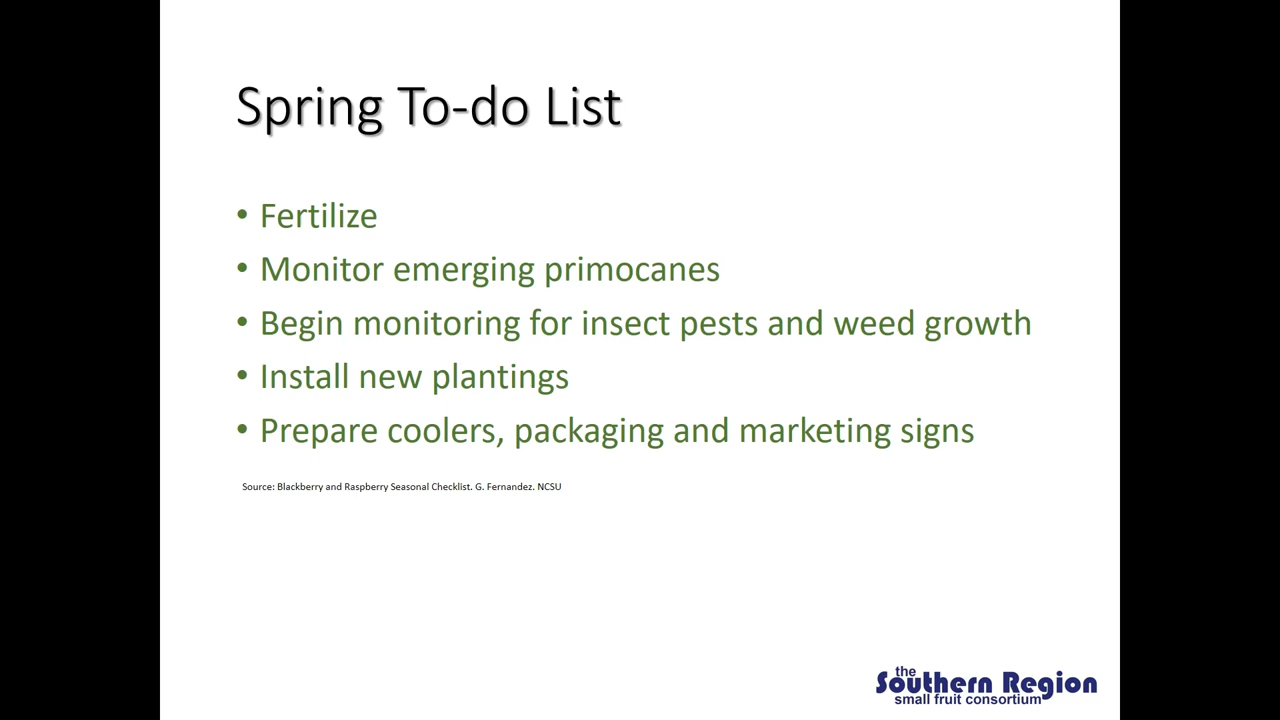 Spring To-do List
• Fertilize
• Monitor emerging primocanes
• Begin monitoring for insect pests and weed growth
• Install new plantings
• Prepare coolers, packaging and marketing signs
Source: Blackberry and Raspberry Seasonal Checklist. G. Fernandez. NCSU
the
Southern Region
small fruit consortium